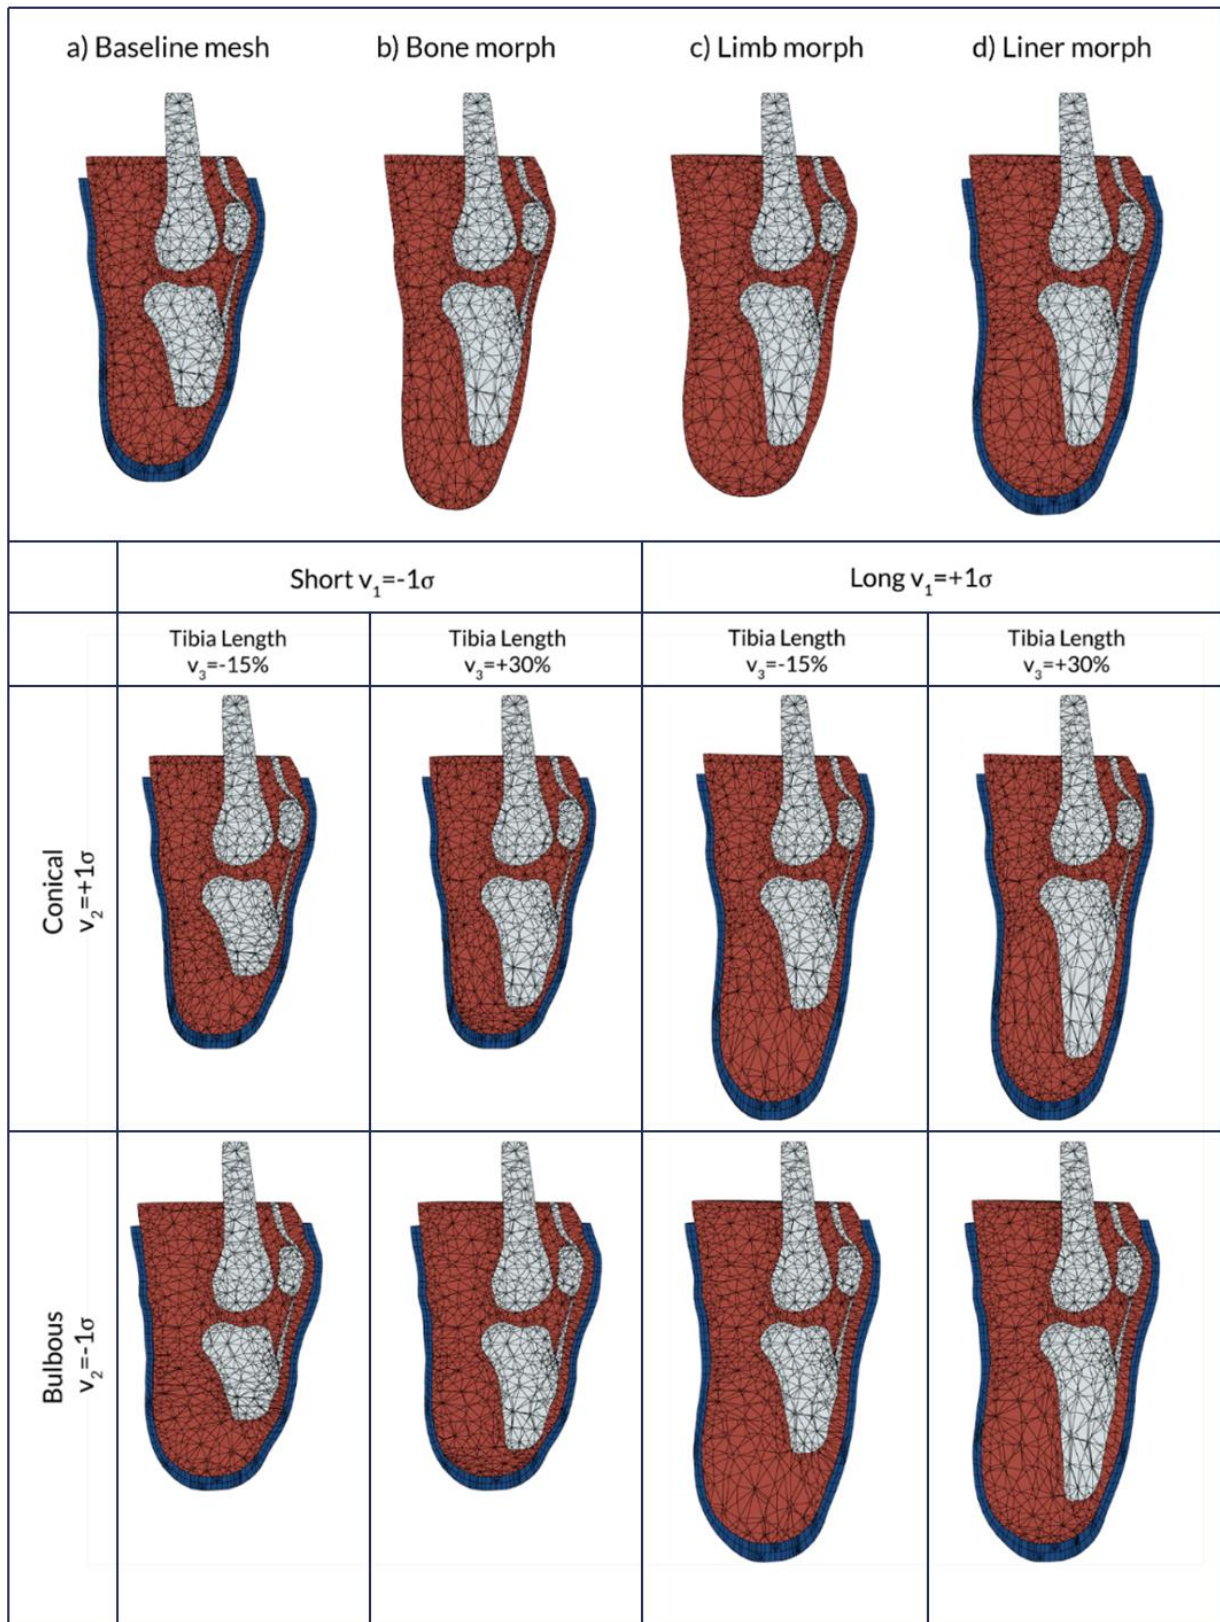 a) Baseline mesh
b) Bone morph
c) Limb morph
d) Liner morph
Short v₁=-1σ
Long v₁=+1σ
Tibia Length
v₃=-15%
Tibia Length
v₃=+30%
Tibia Length
v₃=-15%
Tibia Length
v₃=+30%
Conical
v₂=+1σ
Bulbous
v₂=-1σ